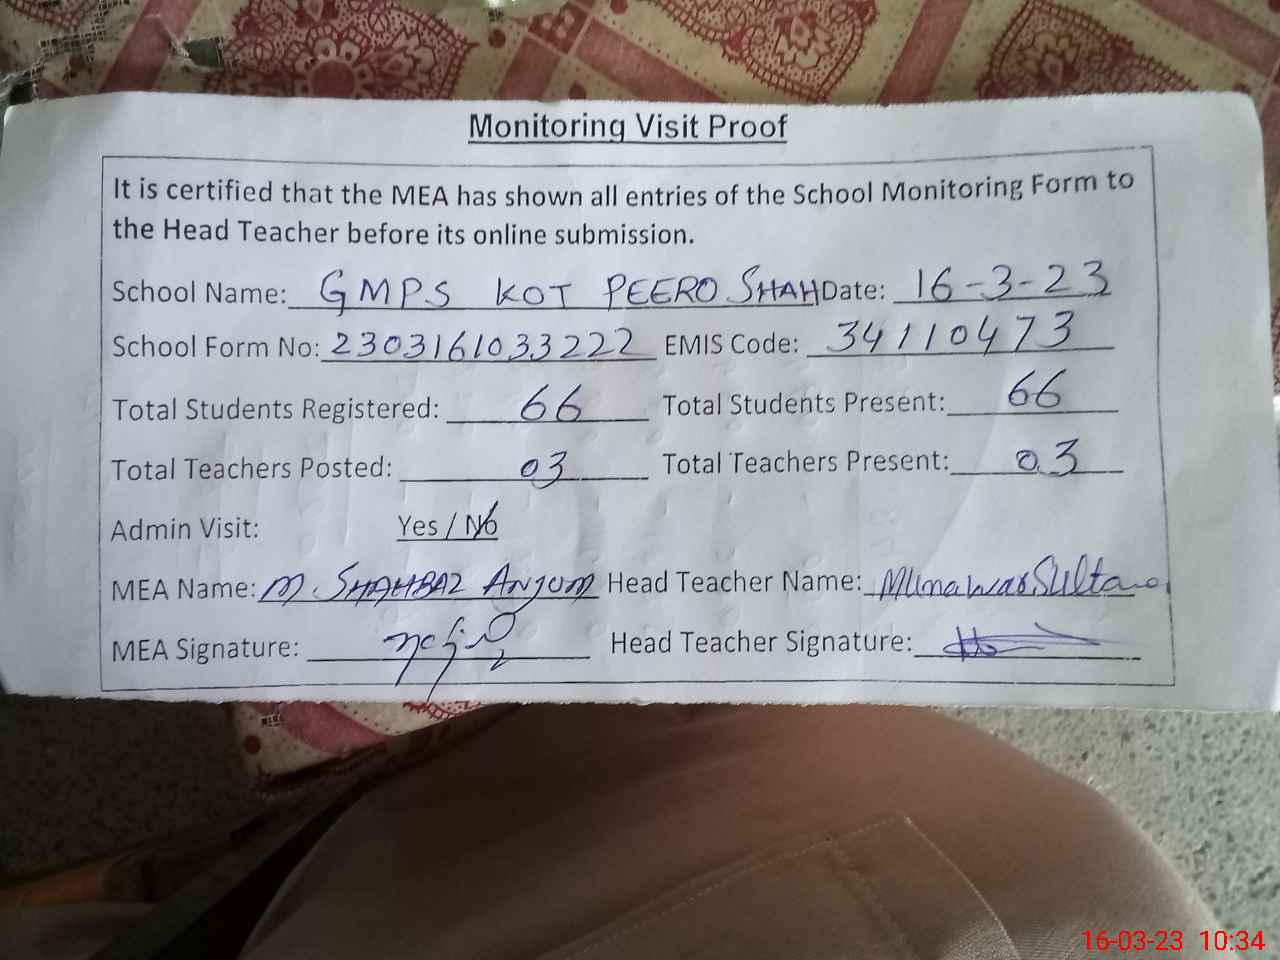 Monitoring Visit Proof
It is certified that the MEA has shown all entries of the School Monitoring Form to
the Head Teacher before its online submission.
School Name: GMPS KOT PEERO SHAH Date: 16-3-23
School Form No: 2303161033222 EMIS Code: 34110473
Total Students Registered: 66 Total Students Present: 66
Total Teachers Posted: 03 Total Teachers Present: 03
Admin Visit: Yes / No
MEA Name: M. SHAHBAZ ANJUM Head Teacher Name: Munawar Sultana
MEA Signature: Head Teacher Signature:
16-03-23 10:34